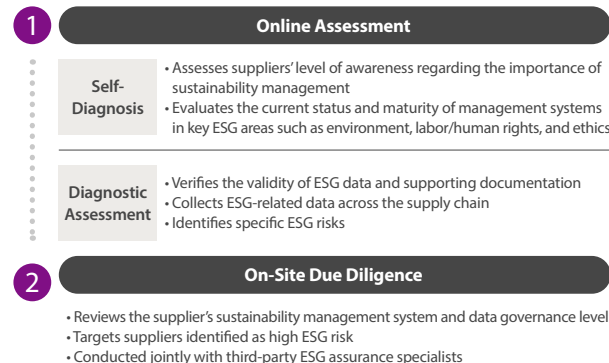 1
Online Assessment
Self-
Diagnosis
• Assesses suppliers' level of awareness regarding the importance of
sustainability management
• Evaluates the current status and maturity of management systems
in key ESG areas such as environment, labor/human rights, and ethics
Diagnostic
Assessment
• Verifies the validity of ESG data and supporting documentation
• Collects ESG-related data across the supply chain
• Identifies specific ESG risks
2
On-Site Due Diligence
• Reviews the supplier's sustainability management system and data governance level
• Targets suppliers identified as high ESG risk
• Conducted jointly with third-party ESG assurance specialists